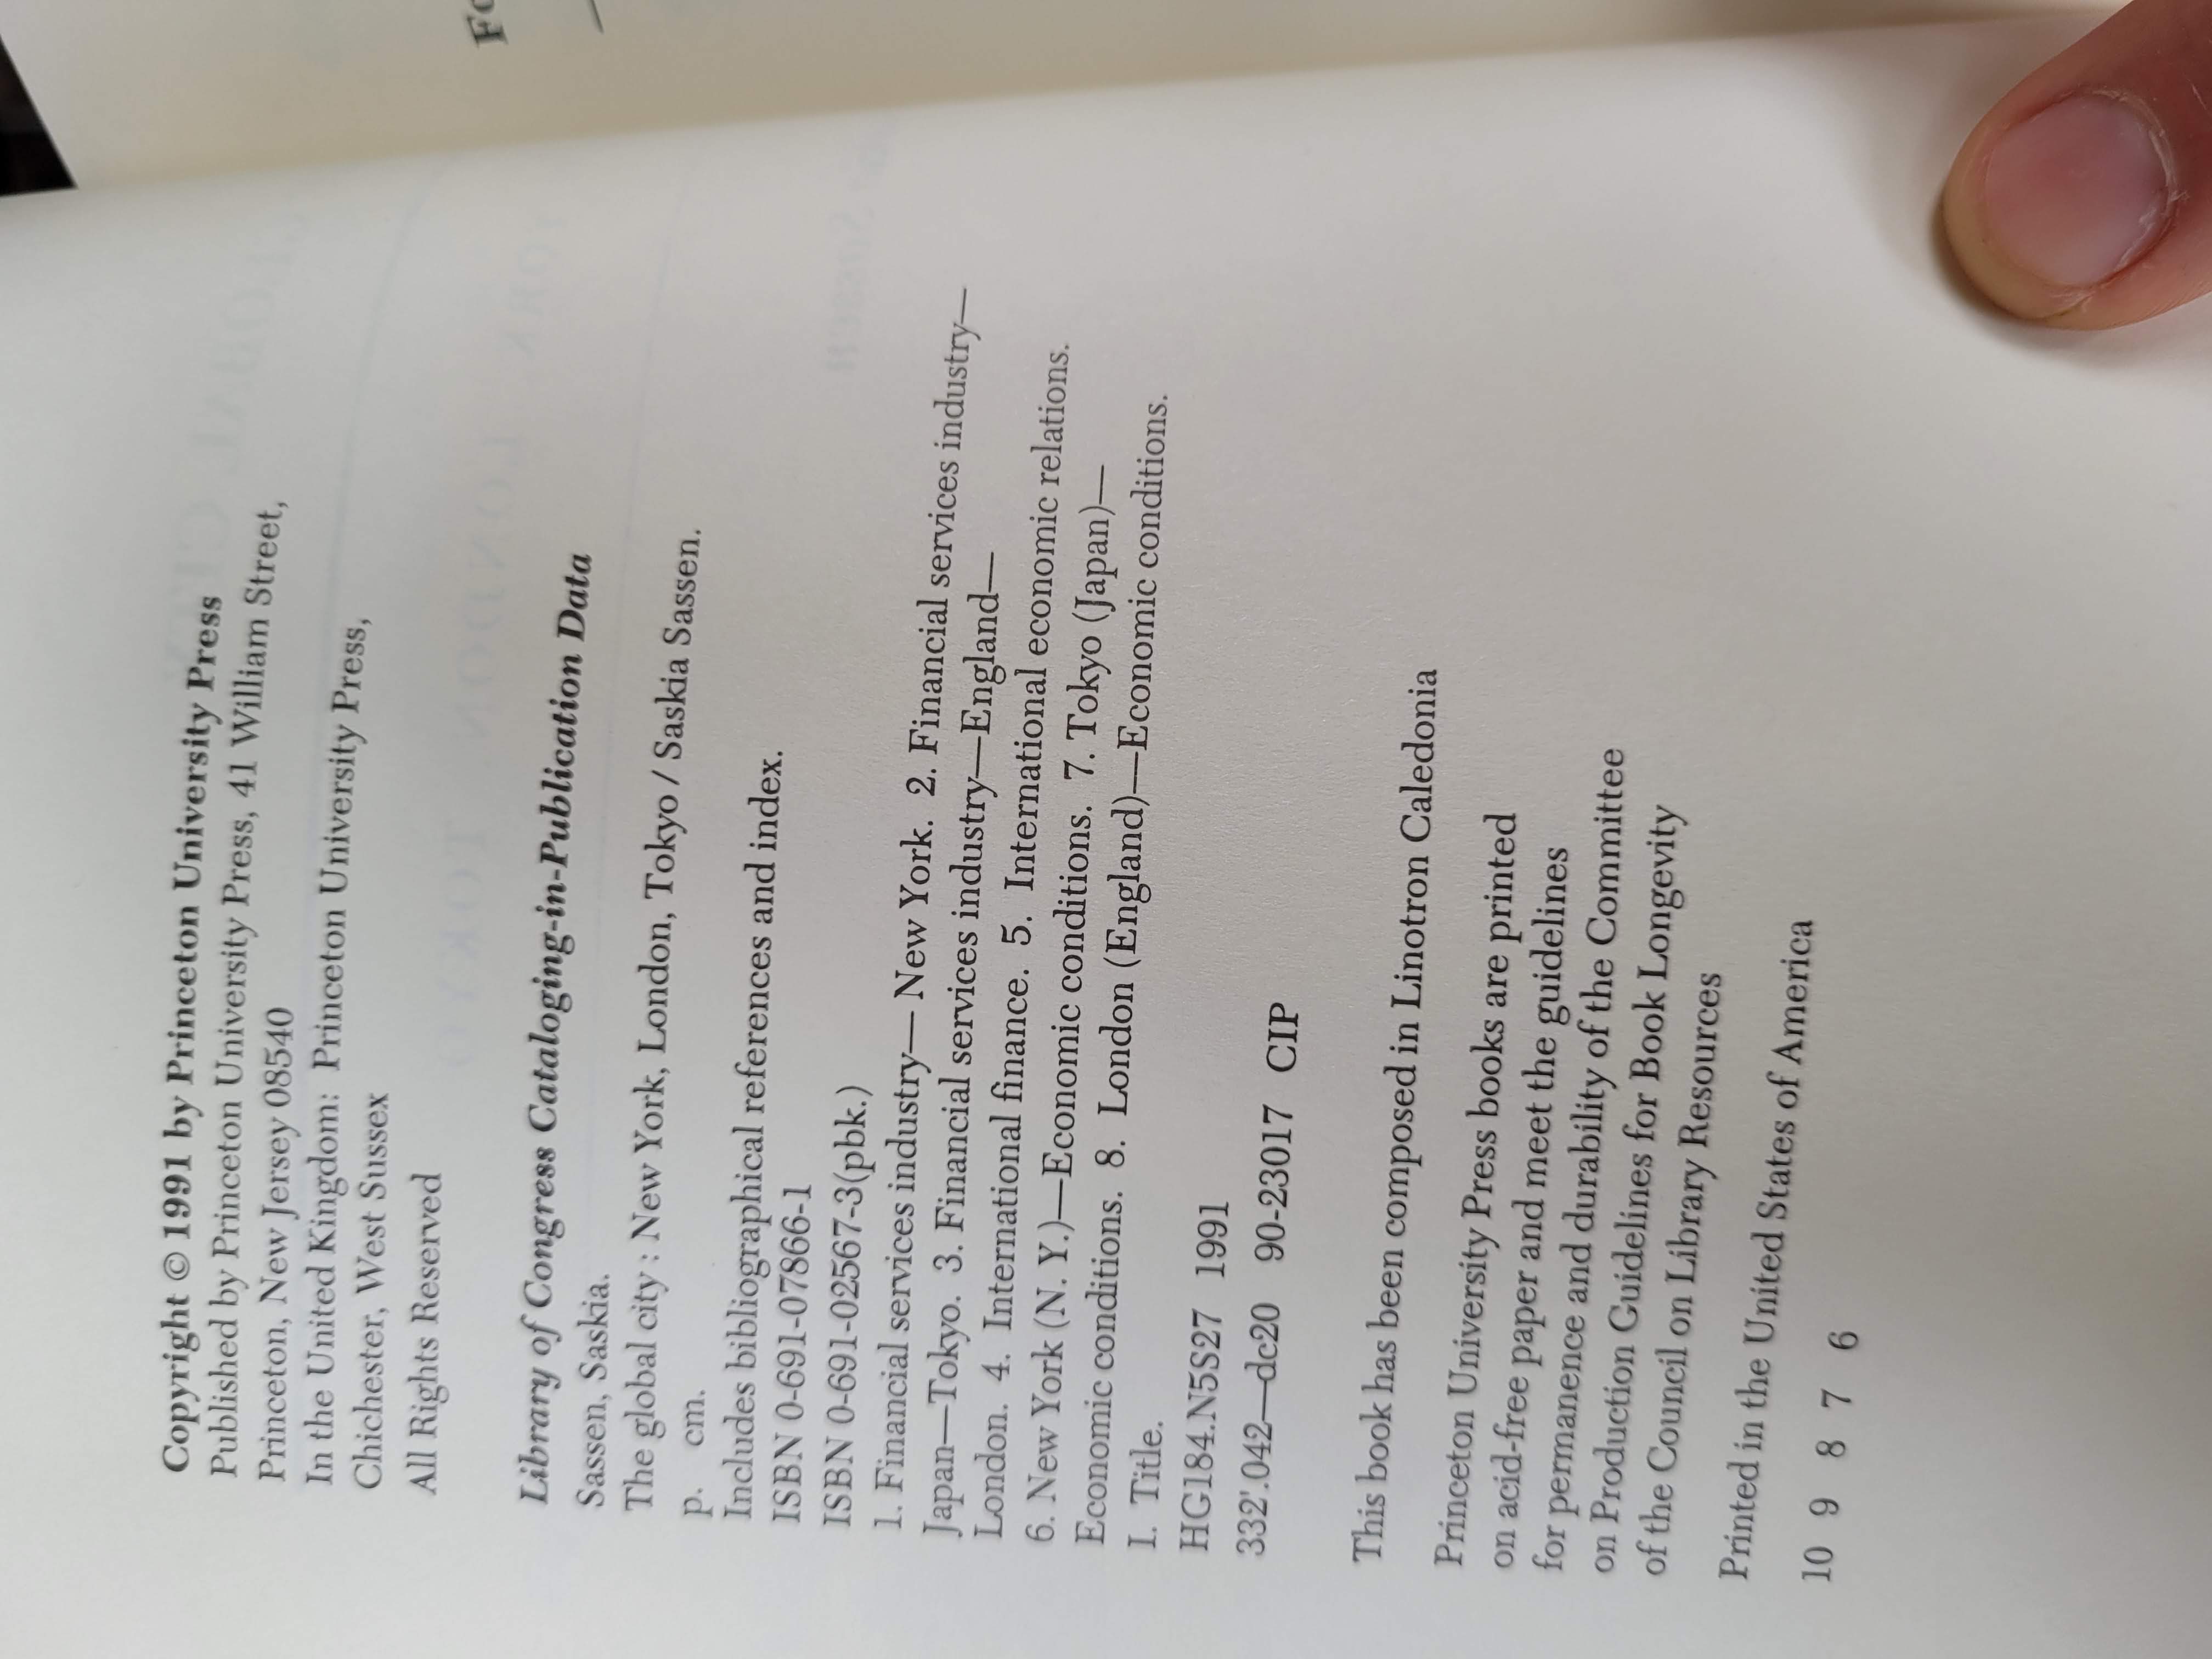 Copyright © 1991 by Princeton University Press
Published by Princeton University Press, 41 William Street,
Princeton, New Jersey 08540
In the United Kingdom: Princeton University Press,
Chichester, West Sussex
All Rights Reserved
Library of Congress Cataloging-in-Publication Data
Sassen, Saskia.
The global city : New York, London, Tokyo / Saskia Sassen.
p. cm.
Includes bibliographical references and index.
ISBN 0-691-07866-1
ISBN 0-691-02567-3(pbk.)
1. Financial services industry— New York. 2. Financial services industry—
Japan—Tokyo. 3. Financial services industry—England—
London. 4. International finance. 5. International economic relations.
6. New York (N. Y.)—Economic conditions. 7. Tokyo (Japan)—
Economic conditions. 8. London (England)—Economic conditions.
I. Title.
HG184.N5S27 1991
332'.042—dc20 90-23017 CIP
This book has been composed in Linotron Caledonia
Princeton University Press books are printed
on acid-free paper and meet the guidelines
for permanence and durability of the Committee
on Production Guidelines for Book Longevity
of the Council on Library Resources
Printed in the United States of America
10 9 8 7 6